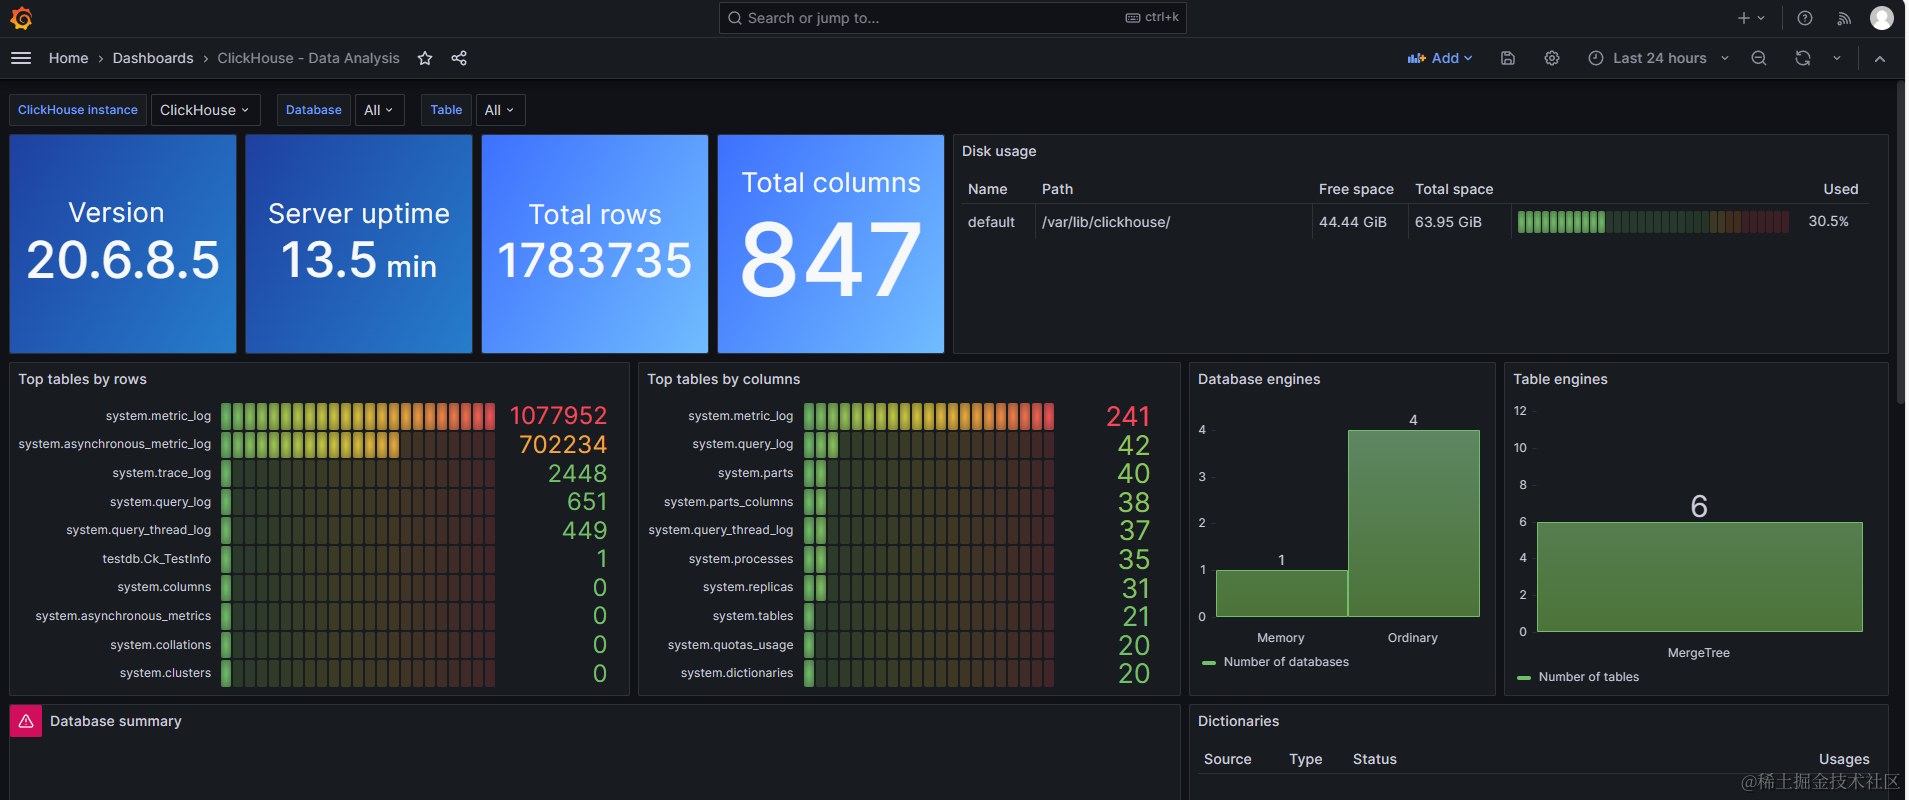 Search or jump to...
ctrl+k
Home › Dashboards › ClickHouse - Data Analysis
Add
Last 24 hours
ClickHouse instance
ClickHouse
Database
All
Table
All
Version
20.6.8.5
Server uptime
13.5 min
Total rows
1783735
Total columns
847
Disk usage
Name Path Free space Total space Used
default /var/lib/clickhouse/ 44.44 GiB 63.95 GiB 30.5%
Top tables by rows
system.metric_log 1077952
system.asynchronous_metric_log 702234
system.trace_log 2448
system.query_log 651
system.query_thread_log 449
testdb.Ck_TestInfo 1
system.columns 0
system.asynchronous_metrics 0
system.collations 0
system.clusters 0
Top tables by columns
system.metric_log 241
system.query_log 42
system.parts 40
system.parts_columns 38
system.query_thread_log 37
system.processes 35
system.replicas 31
system.tables 21
system.quotas_usage 20
system.dictionaries 20
Database engines
4
4
3
2
1
1
0
Memory Ordinary
Number of databases
Table engines
12
10
8
6
6
4
2
0
MergeTree
Number of tables
Database summary
Dictionaries
Source Type Status Usages
@稀土掘金技术社区